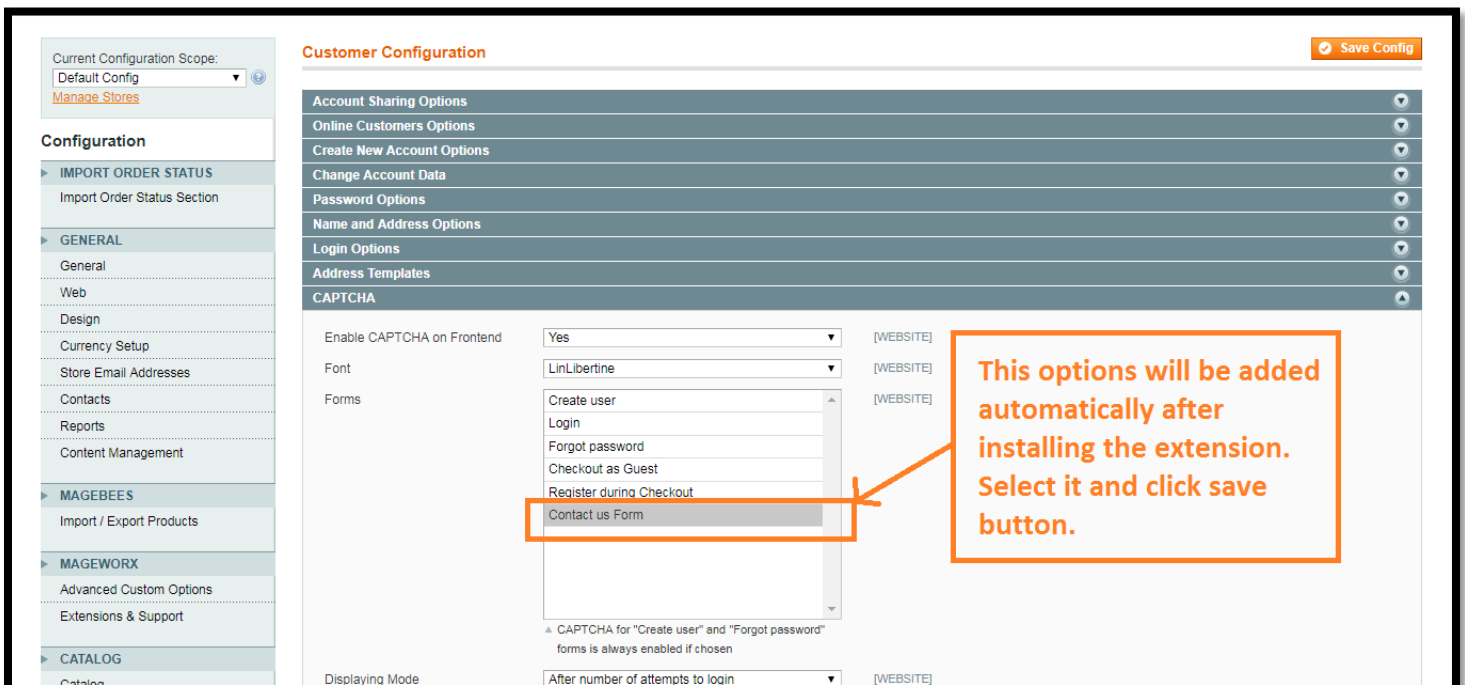 Current Configuration Scope:
Default Config
Manage Stores
Configuration
IMPORT ORDER STATUS
Import Order Status Section
GENERAL
General
Web
Design
Currency Setup
Store Email Addresses
Contacts
Reports
Content Management
MAGEBEES
Import / Export Products
MAGEWORX
Advanced Custom Options
Extensions & Support
CATALOG
Catalog
Customer Configuration
Save Config
Account Sharing Options
Online Customers Options
Create New Account Options
Change Account Data
Password Options
Name and Address Options
Login Options
Address Templates
CAPTCHA
Enable CAPTCHA on Frontend Yes [WEBSITE]
Font LinLibertine [WEBSITE]
Forms Create user [WEBSITE]
Login
Forgot password
Checkout as Guest
Register during Checkout
Contact us Form
CAPTCHA for "Create user" and "Forgot password"
forms is always enabled if chosen
Displaying Mode After number of attempts to login [WEBSITE]
This options will be added
automatically after
installing the extension.
Select it and click save
button.